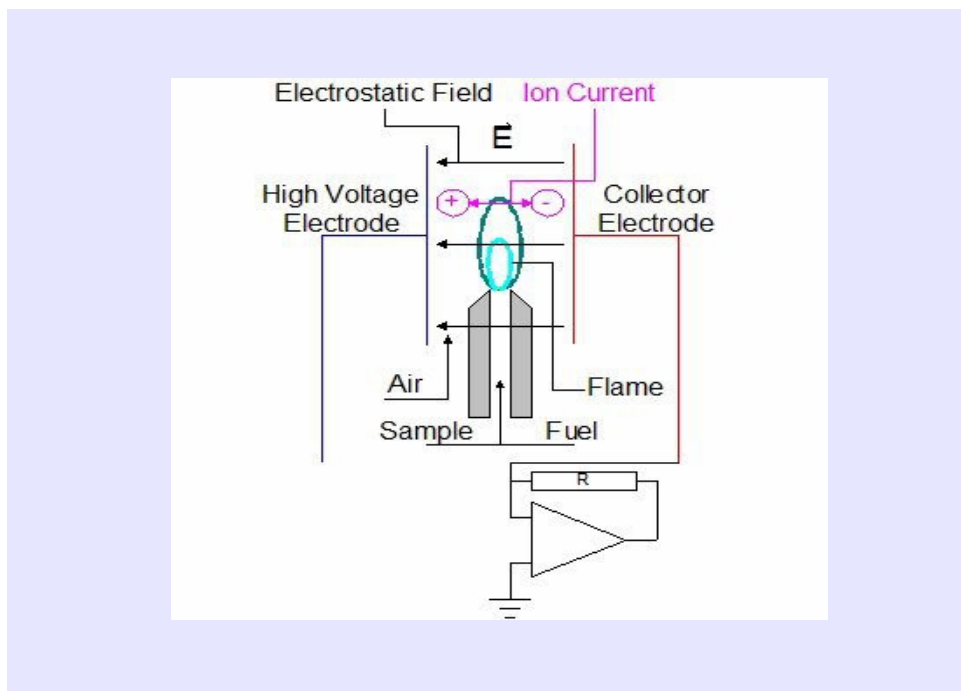 Electrostatic Field Ion Current
E
High Voltage
Electrode
+
-
Collector
Electrode
Air
Flame
Sample Fuel
R